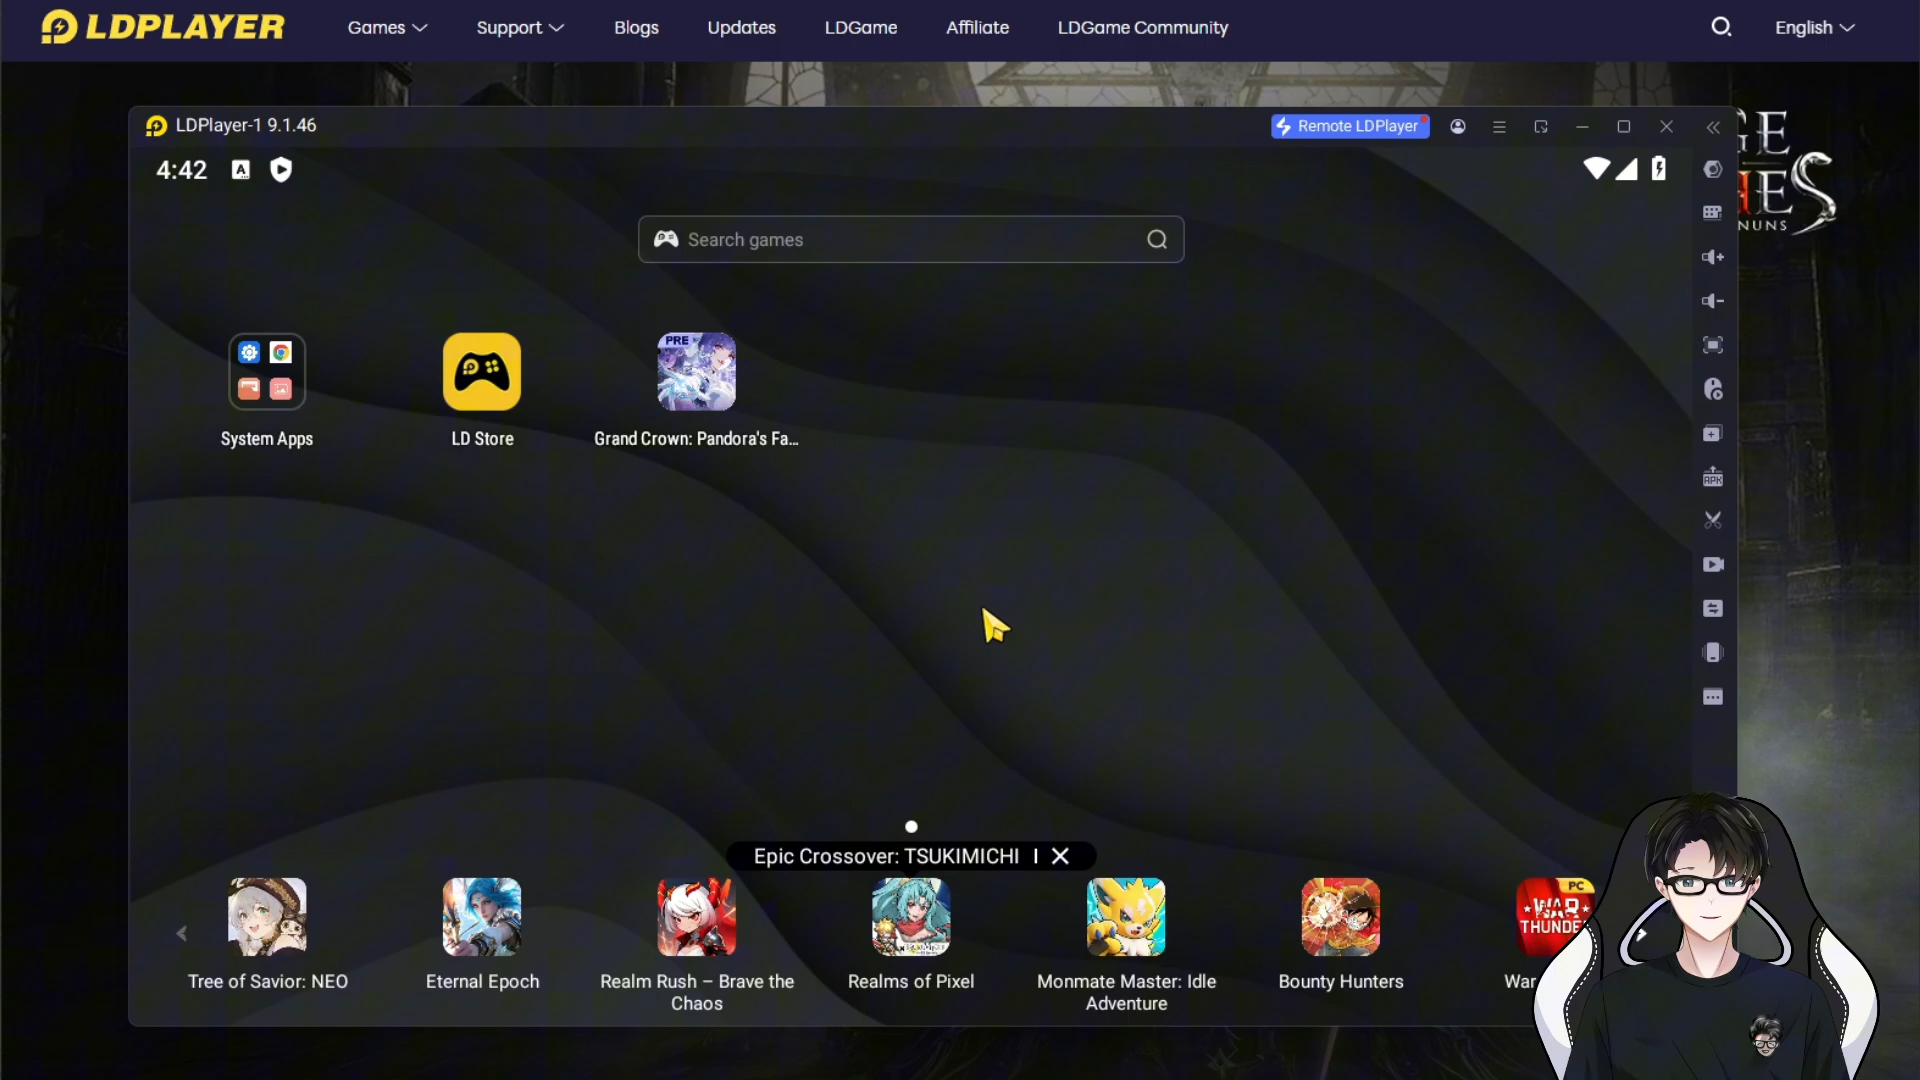 LDPLAYER
Games
Support
Blogs
Updates
LDGame
Affiliate
LDGame Community
English
LDPlayer-1 9.1.46
Remote LDPlayer
4:42
A
Search games
PRE
System Apps
LD Store
Grand Crown: Pandora's Fa...
APK
NUNS
Epic Crossover: TSUKIMICHI
Tree of Savior: NEO
Eternal Epoch
Realm Rush – Brave the
Chaos
Realms of Pixel
Monmate Master: Idle
Adventure
Bounty Hunters
PC
WAR
THUNDE
War